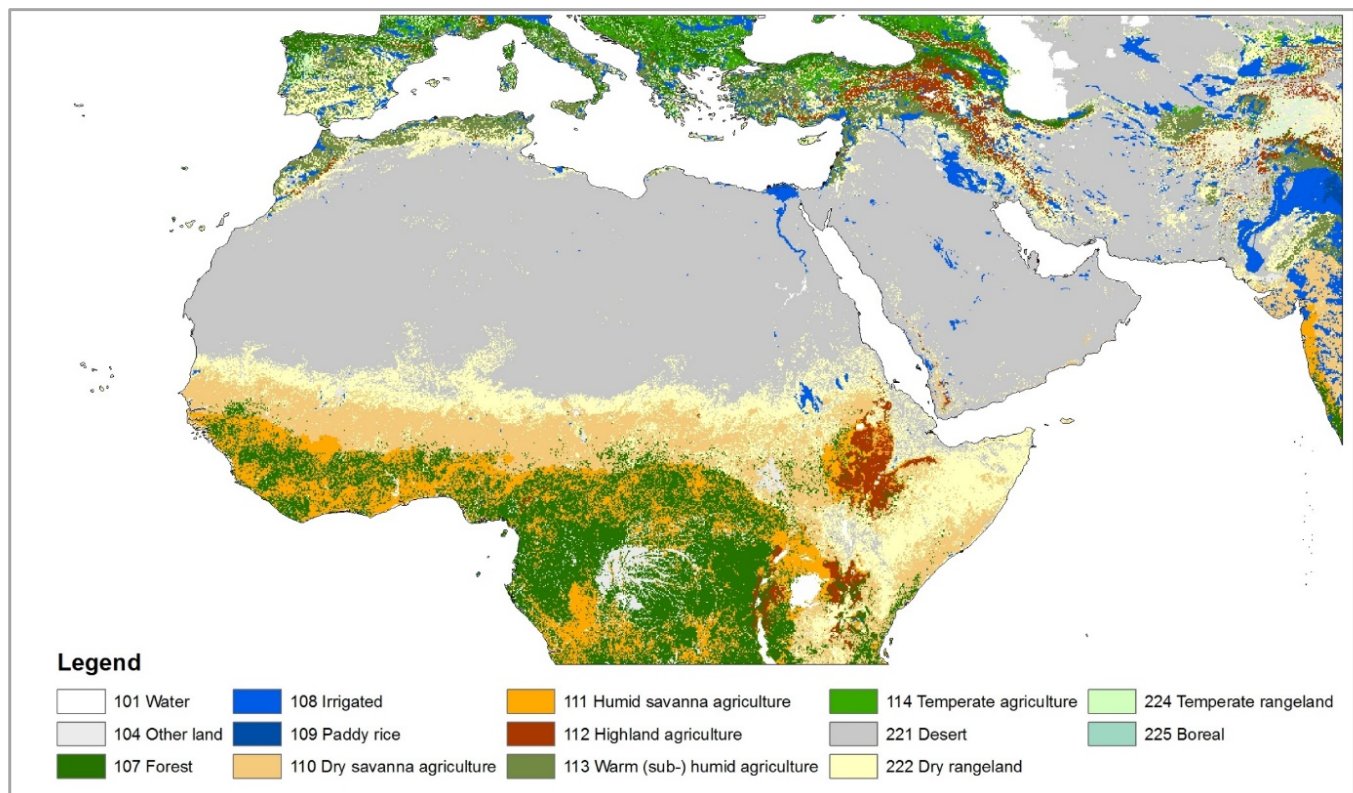 Legend
101 Water
104 Other land
107 Forest
108 Irrigated
109 Paddy rice
110 Dry savanna agriculture
111 Humid savanna agriculture
112 Highland agriculture
113 Warm (sub-) humid agriculture
114 Temperate agriculture
221 Desert
222 Dry rangeland
224 Temperate rangeland
225 Boreal